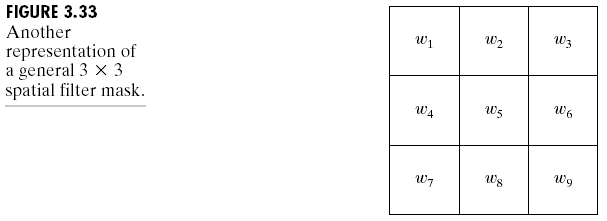 FIGURE 3.33
Another
representation of
a general 3 × 3
spatial filter mask.
w₁ w₂ w₃
w₄ w₅ w₆
w₇ w₈ w₉